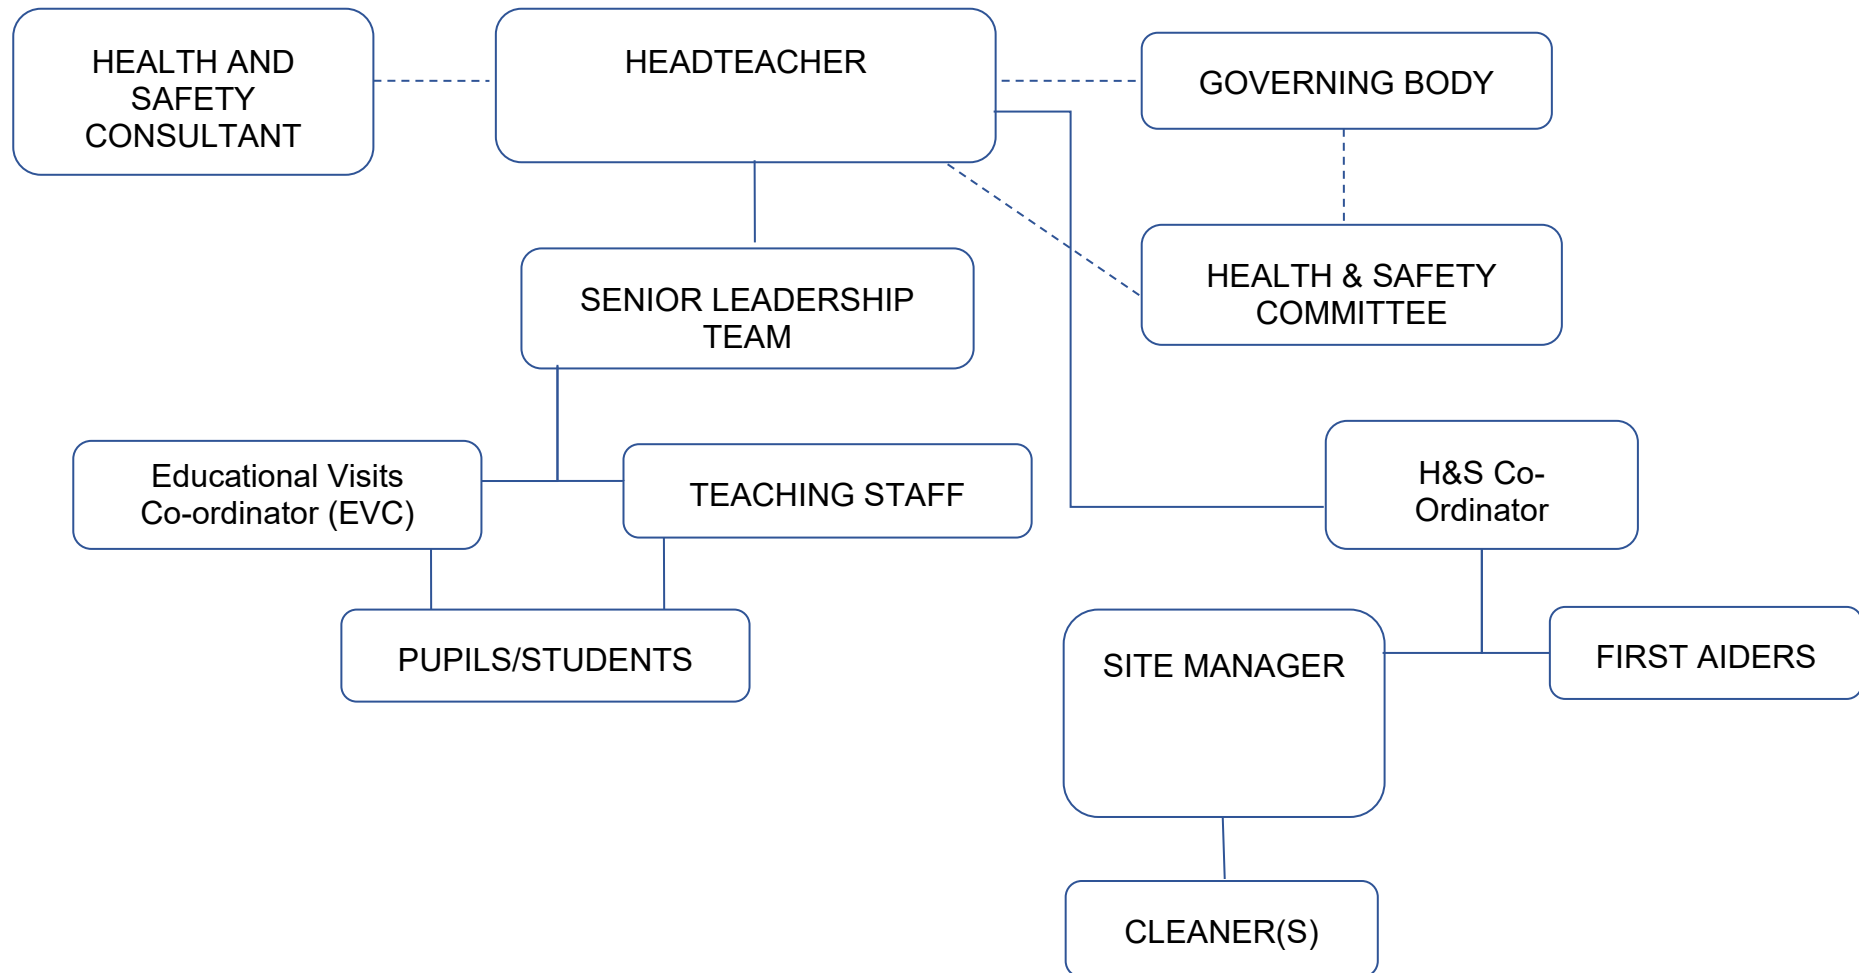 HEALTH AND
SAFETY
CONSULTANT
HEADTEACHER
GOVERNING BODY
SENIOR LEADERSHIP
TEAM
HEALTH & SAFETY
COMMITTEE
Educational Visits
Co-ordinator (EVC)
TEACHING STAFF
H&S Co-
Ordinator
PUPILS/STUDENTS
SITE MANAGER
FIRST AIDERS
CLEANER(S)